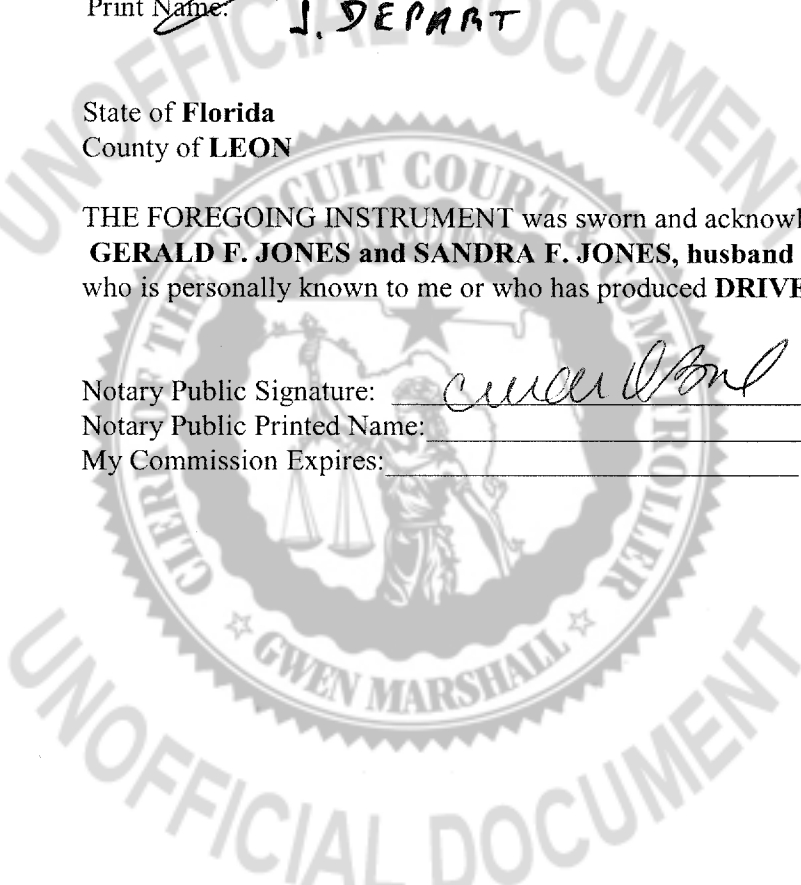 Print Name: J. DEPART
State of Florida
County of LEON
THE FOREGOING INSTRUMENT was sworn and acknowl
GERALD F. JONES and SANDRA F. JONES, husband
who is personally known to me or who has produced DRIVE
Notary Public Signature:
Notary Public Printed Name:
My Commission Expires:
UNOFFICIAL DOCUMENT
CLERK OF THE CIRCUIT COURT & COMPTROLLER
GWEN MARSHALL
UNOFFICIAL DOCUMENT